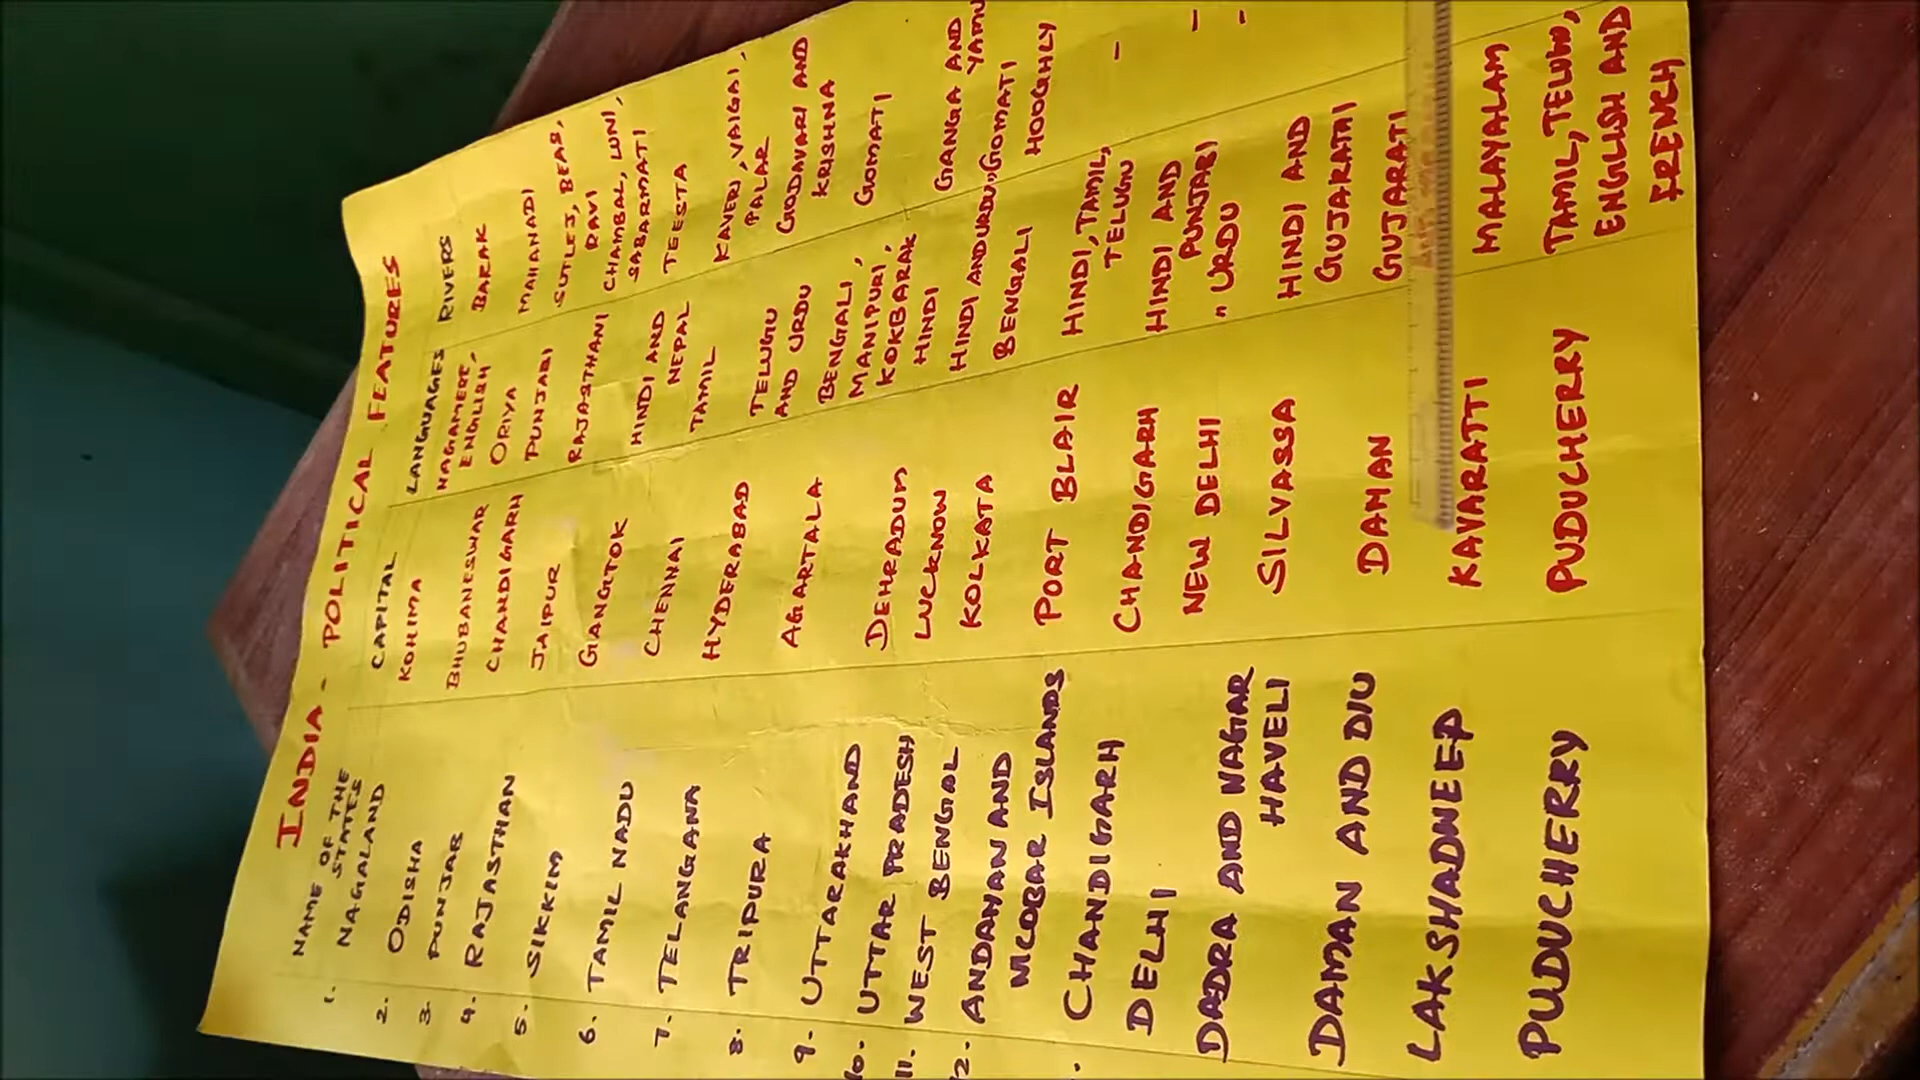 INDIA - POLITICAL FEATURES
NAME OF THE STATES CAPITAL LANGUAGES RIVERS
1. NAGALAND KOHIMA NAGAMERE, ENGLISH BARAK
2. ODISHA BHUBANESWAR ORIYA MAHANADI
3. PUNJAB CHANDIGARH PUNJABI SUTLEJ, BEAS, RAVI
4. RAJASTHAN JAIPUR RAJASTHANI CHAMBAL, LUNI, SABARMATI
5. SIKKIM GANGTOK HINDI AND NEPAL TEESTA
6. TAMIL NADU CHENNAI TAMIL KAVERI, VAIGAI, PALAR
7. TELANGANA HYDERABAD TELUGU AND URDU GODAVARI AND KRISHNA
8. TRIPURA AGARTALA BENGALI, MANIPURI, KOKBARAK GOMATI
9. UTTARAKHAND DEHRADUM HINDI GANGA AND
10. UTTAR PRADESH LUCKNOW HINDI AND URDU GOMATI
11. WEST BENGAL KOLKATA BENGALI HOOGHLY
12. ANDAMAN AND NICOBAR ISLANDS PORT BLAIR HINDI, TAMIL, TELUGU -
CHANDIGARH CHANDIGARH HINDI AND PUNJABI -
DELHI NEW DELHI " URDU -
DADRA AND NAGAR HAVELI SILVASSA HINDI AND GUJARATHI
DAMAN AND DIU DAMAN GUJARATI
LAKSHADWEEP KAVARATTI MALAYALAM
PUDUCHERRY PUDUCHERRY TAMIL, TELUGU, ENGLISH AND FRENCH